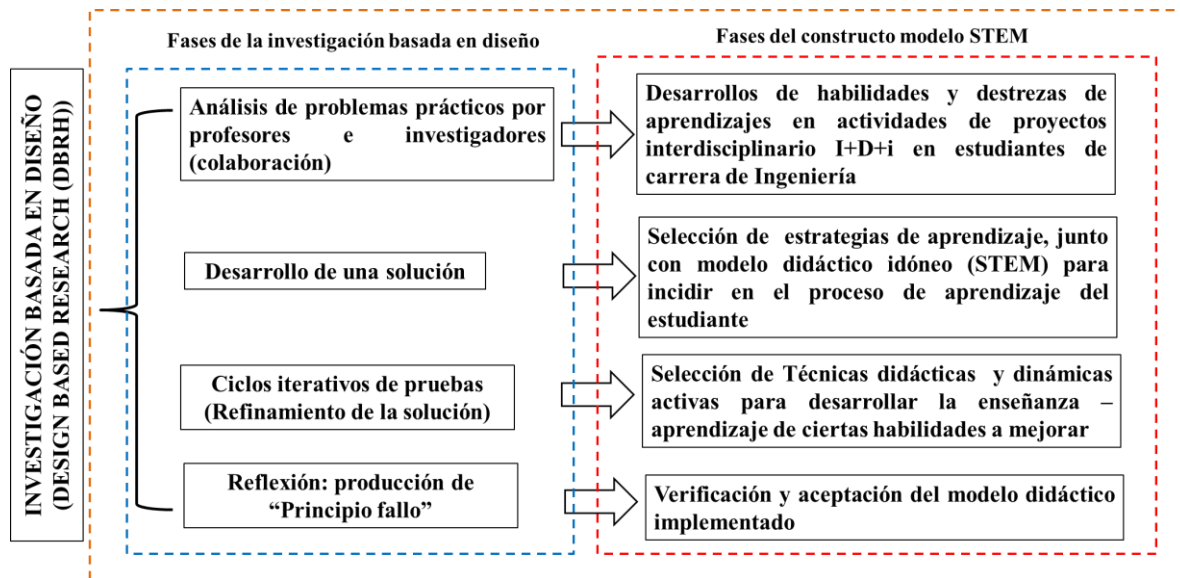 INVESTIGACIÓN BASADA EN DISEÑO
(DESIGN BASED RESEARCH (DBRH))
Fases de la investigación basada en diseño
Fases del constructo modelo STEM
Análisis de problemas prácticos por
profesores e investigadores
(colaboración)
Desarrollos de habilidades y destrezas de
aprendizajes en actividades de proyectos
interdisciplinario I+D+i en estudiantes de
carrera de Ingeniería
Desarrollo de una solución
Selección de estrategias de aprendizaje, junto
con modelo didáctico idóneo (STEM) para
incidir en el proceso de aprendizaje del
estudiante
Ciclos iterativos de pruebas
(Refinamiento de la solución)
Selección de Técnicas didácticas y dinámicas
activas para desarrollar la enseñanza –
aprendizaje de ciertas habilidades a mejorar
Reflexión: producción de
“Principio fallo”
Verificación y aceptación del modelo didáctico
implementado